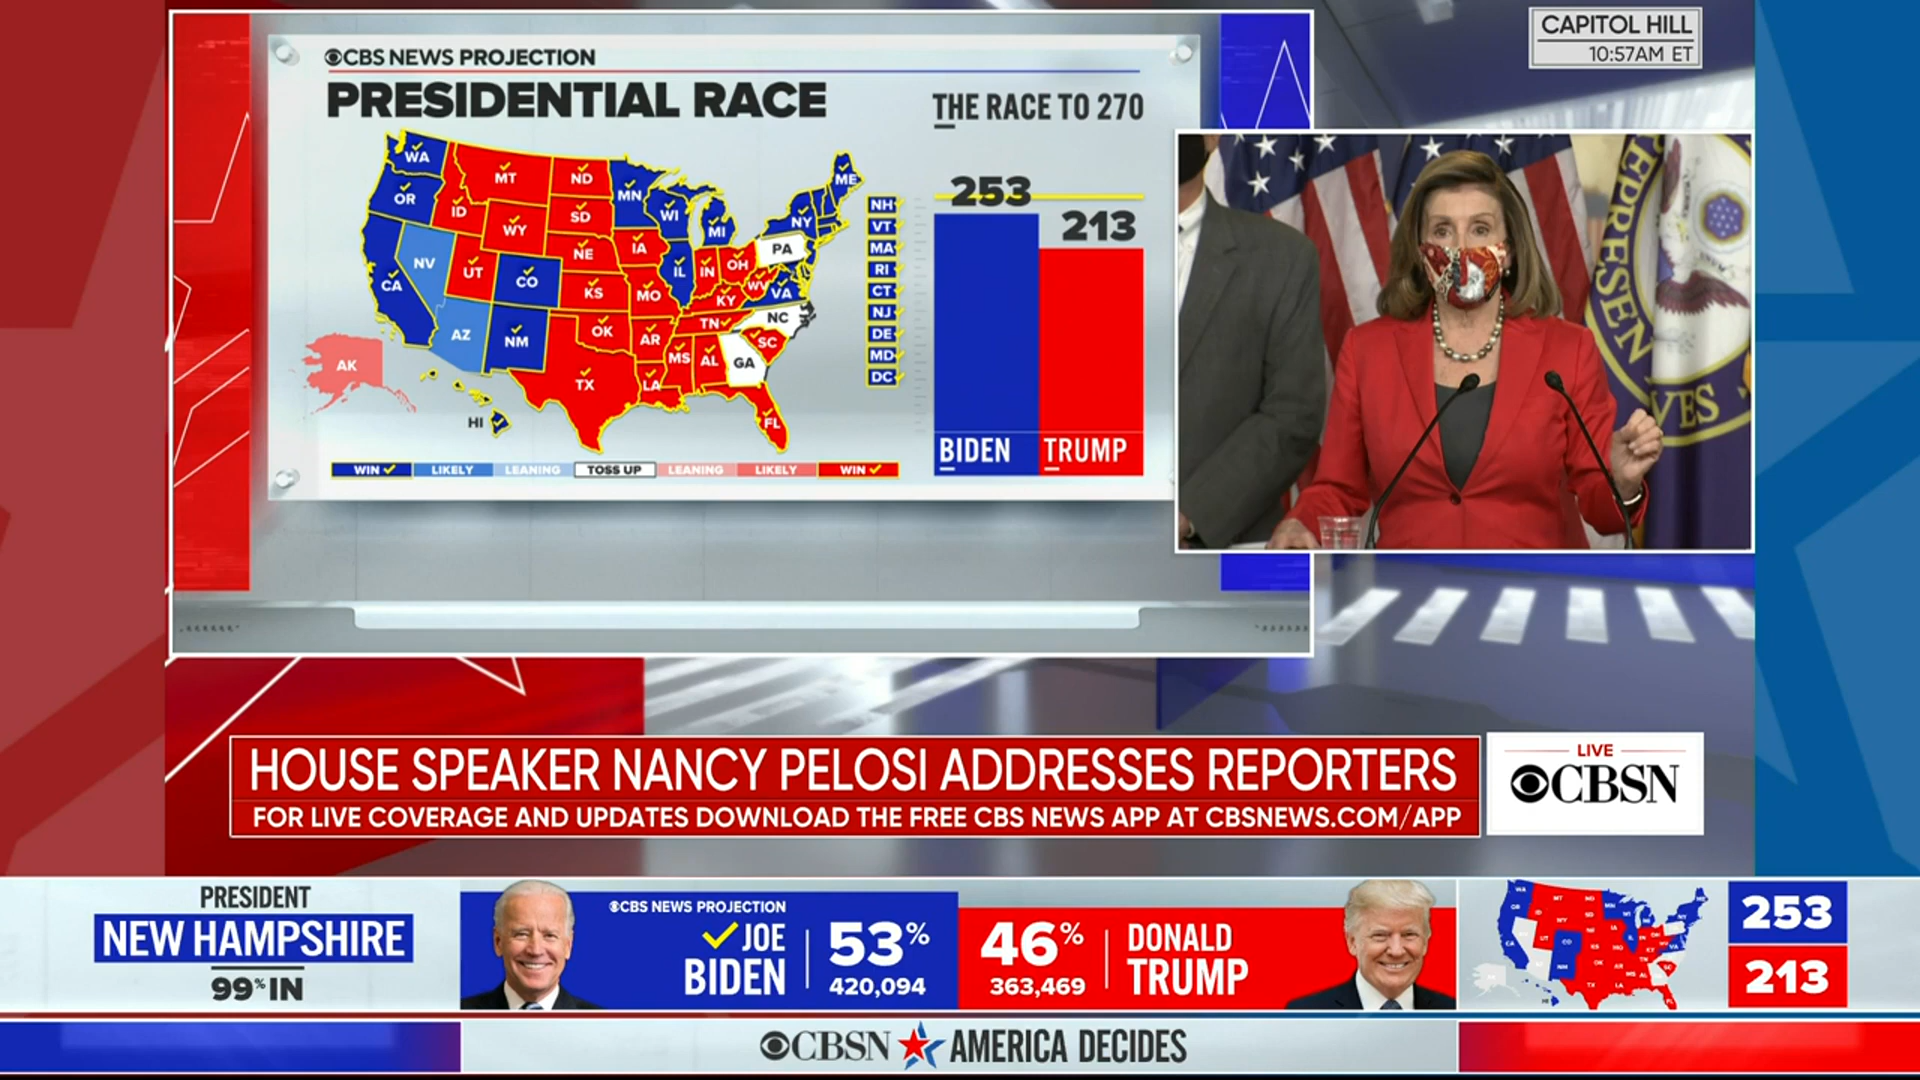 CAPITOL HILL
10:57AM ET
CBS NEWS PROJECTION
PRESIDENTIAL RACE
THE RACE TO 270
253
213
BIDEN
TRUMP
WA
OR
CA
NV
ID
MT
WY
UT
AZ
CO
NM
ND
SD
NE
KS
OK
TX
MN
IA
MO
AR
LA
WI
IL
MI
IN
OH
KY
TN
MS
AL
GA
FL
SC
NC
VA
WV
PA
NY
ME
AK
HI
NH
VT
MA
RI
CT
NJ
DE
MD
DC
WIN LIKELY LEANING TOSS UP LEANING LIKELY WIN
HOUSE SPEAKER NANCY PELOSI ADDRESSES REPORTERS
FOR LIVE COVERAGE AND UPDATES DOWNLOAD THE FREE CBS NEWS APP AT CBSNEWS.COM/APP
LIVE
CBSN
PRESIDENT
NEW HAMPSHIRE
99% IN
CBS NEWS PROJECTION
JOE
BIDEN
53%
420,094
46%
363,469
DONALD
TRUMP
253
213
CBSN AMERICA DECIDES